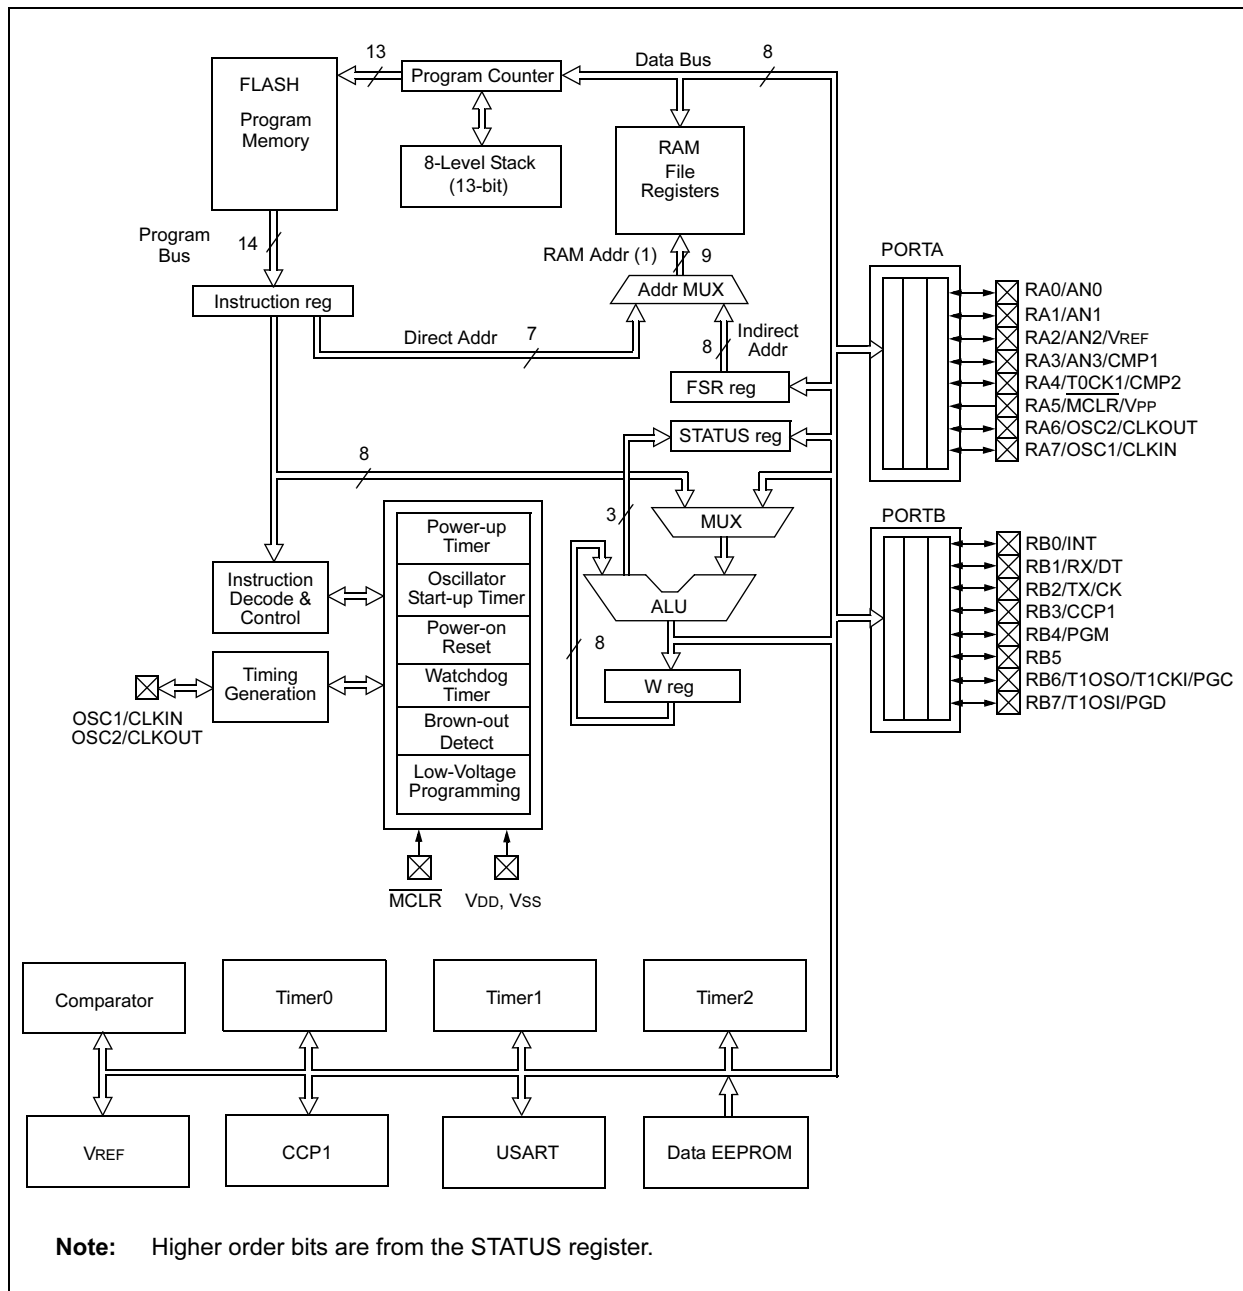 13
Program Counter
Data Bus
8
FLASH
Program
Memory
8-Level Stack
(13-bit)
RAM
File
Registers
Program
Bus
14
RAM Addr (1)
9
Addr MUX
Instruction reg
Direct Addr
7
Indirect
Addr
8
FSR reg
STATUS reg
8
3
MUX
ALU
8
W reg
Instruction
Decode &
Control
Timing
Generation
OSC1/CLKIN
OSC2/CLKOUT
Power-up
Timer
Oscillator
Start-up Timer
Power-on
Reset
Watchdog
Timer
Brown-out
Detect
Low-Voltage
Programming
MCLR
VDD, VSS
PORTA
RA0/AN0
RA1/AN1
RA2/AN2/VREF
RA3/AN3/CMP1
RA4/T0CK1/CMP2
RA5/MCLR/VPP
RA6/OSC2/CLKOUT
RA7/OSC1/CLKIN
PORTB
RB0/INT
RB1/RX/DT
RB2/TX/CK
RB3/CCP1
RB4/PGM
RB5
RB6/T1OSO/T1CKI/PGC
RB7/T1OSI/PGD
Comparator
Timer0
Timer1
Timer2
VREF
CCP1
USART
Data EEPROM
Note: Higher order bits are from the STATUS register.